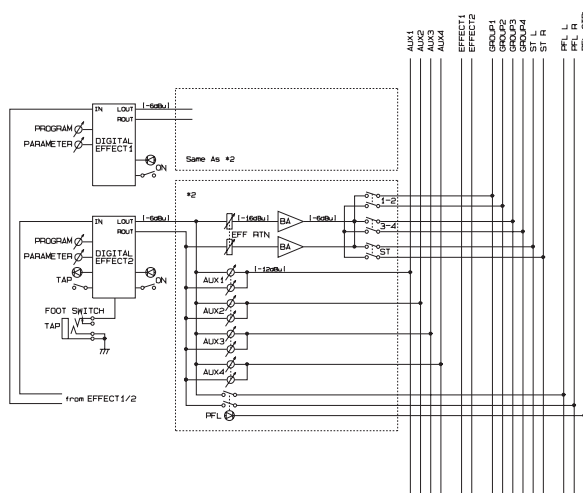 AUX1
AUX2
AUX3
AUX4
EFFECT1
EFFECT2
GROUP1
GROUP2
GROUP3
GROUP4
ST L
ST R
PFL L
PFL R
IN LOUT [-6dBu]
ROUT
PROGRAM
PARAMETER
DIGITAL
EFFECT1
ON
Same As *2
*2
IN LOUT [-6dBu]
ROUT
PROGRAM
PARAMETER
DIGITAL
EFFECT2
TAP
ON
FOOT SWITCH
TAP
from EFFECT1/2
[-16dBu] BA [-6dBu]
EFF RTN
BA
1-2
3-4
ST
[-12dBu]
AUX1
AUX2
AUX3
AUX4
PFL